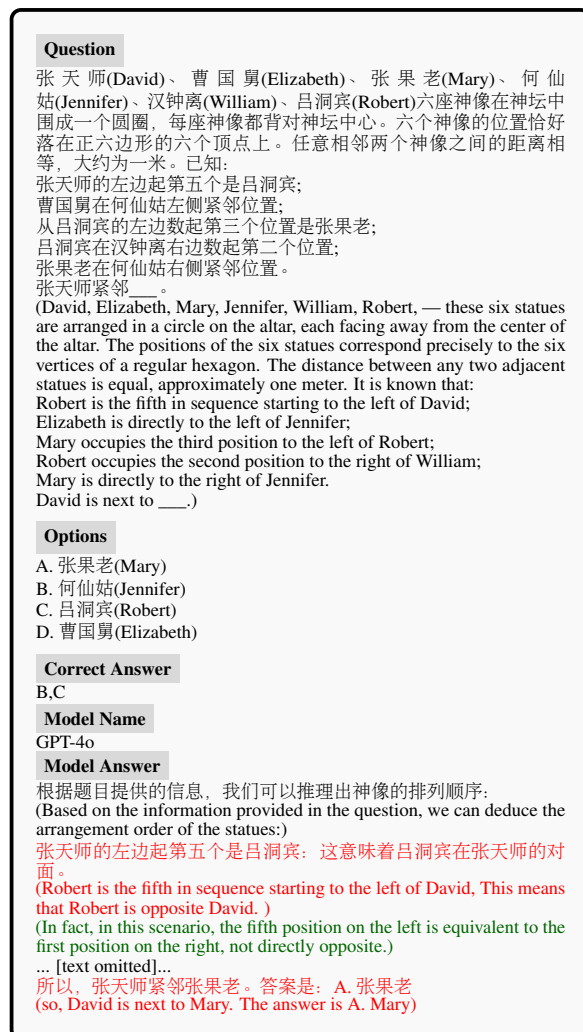 Question
张天师(David)、曹国舅(Elizabeth)、张果老(Mary)、何仙
姑(Jennifer)、汉钟离(William)、吕洞宾(Robert)六座神像在神坛中
围成一个圆圈，每座神像都背对神坛中心。六个神像的位置恰好
落在正六边形的六个顶点上。任意相邻两个神像之间的距离相
等，大约为一米。已知：
张天师的左边起第五个是吕洞宾;
曹国舅在何仙姑左侧紧邻位置;
从吕洞宾的左边数起第三个位置是张果老;
吕洞宾在汉钟离右边数起第二个位置;
张果老在何仙姑右侧紧邻位置。
张天师紧邻___。
(David, Elizabeth, Mary, Jennifer, William, Robert, — these six statues
are arranged in a circle on the altar, each facing away from the center of
the altar. The positions of the six statues correspond precisely to the six
vertices of a regular hexagon. The distance between any two adjacent
statues is equal, approximately one meter. It is known that:
Robert is the fifth in sequence starting to the left of David;
Elizabeth is directly to the left of Jennifer;
Mary occupies the third position to the left of Robert;
Robert occupies the second position to the right of William;
Mary is directly to the right of Jennifer.
David is next to ___.)
Options
A. 张果老(Mary)
B. 何仙姑(Jennifer)
C. 吕洞宾(Robert)
D. 曹国舅(Elizabeth)
Correct Answer
B,C
Model Name
GPT-4o
Model Answer
根据题目提供的信息，我们可以推理出神像的排列顺序：
(Based on the information provided in the question, we can deduce the
arrangement order of the statues:)
张天师的左边起第五个是吕洞宾：这意味着吕洞宾在张天师的对
面。
(Robert is the fifth in sequence starting to the left of David, This means
that Robert is opposite David. )
(In fact, in this scenario, the fifth position on the left is equivalent to the
first position on the right, not directly opposite.)
... [text omitted]...
所以，张天师紧邻张果老。答案是：A. 张果老
(so, David is next to Mary. The answer is A. Mary)